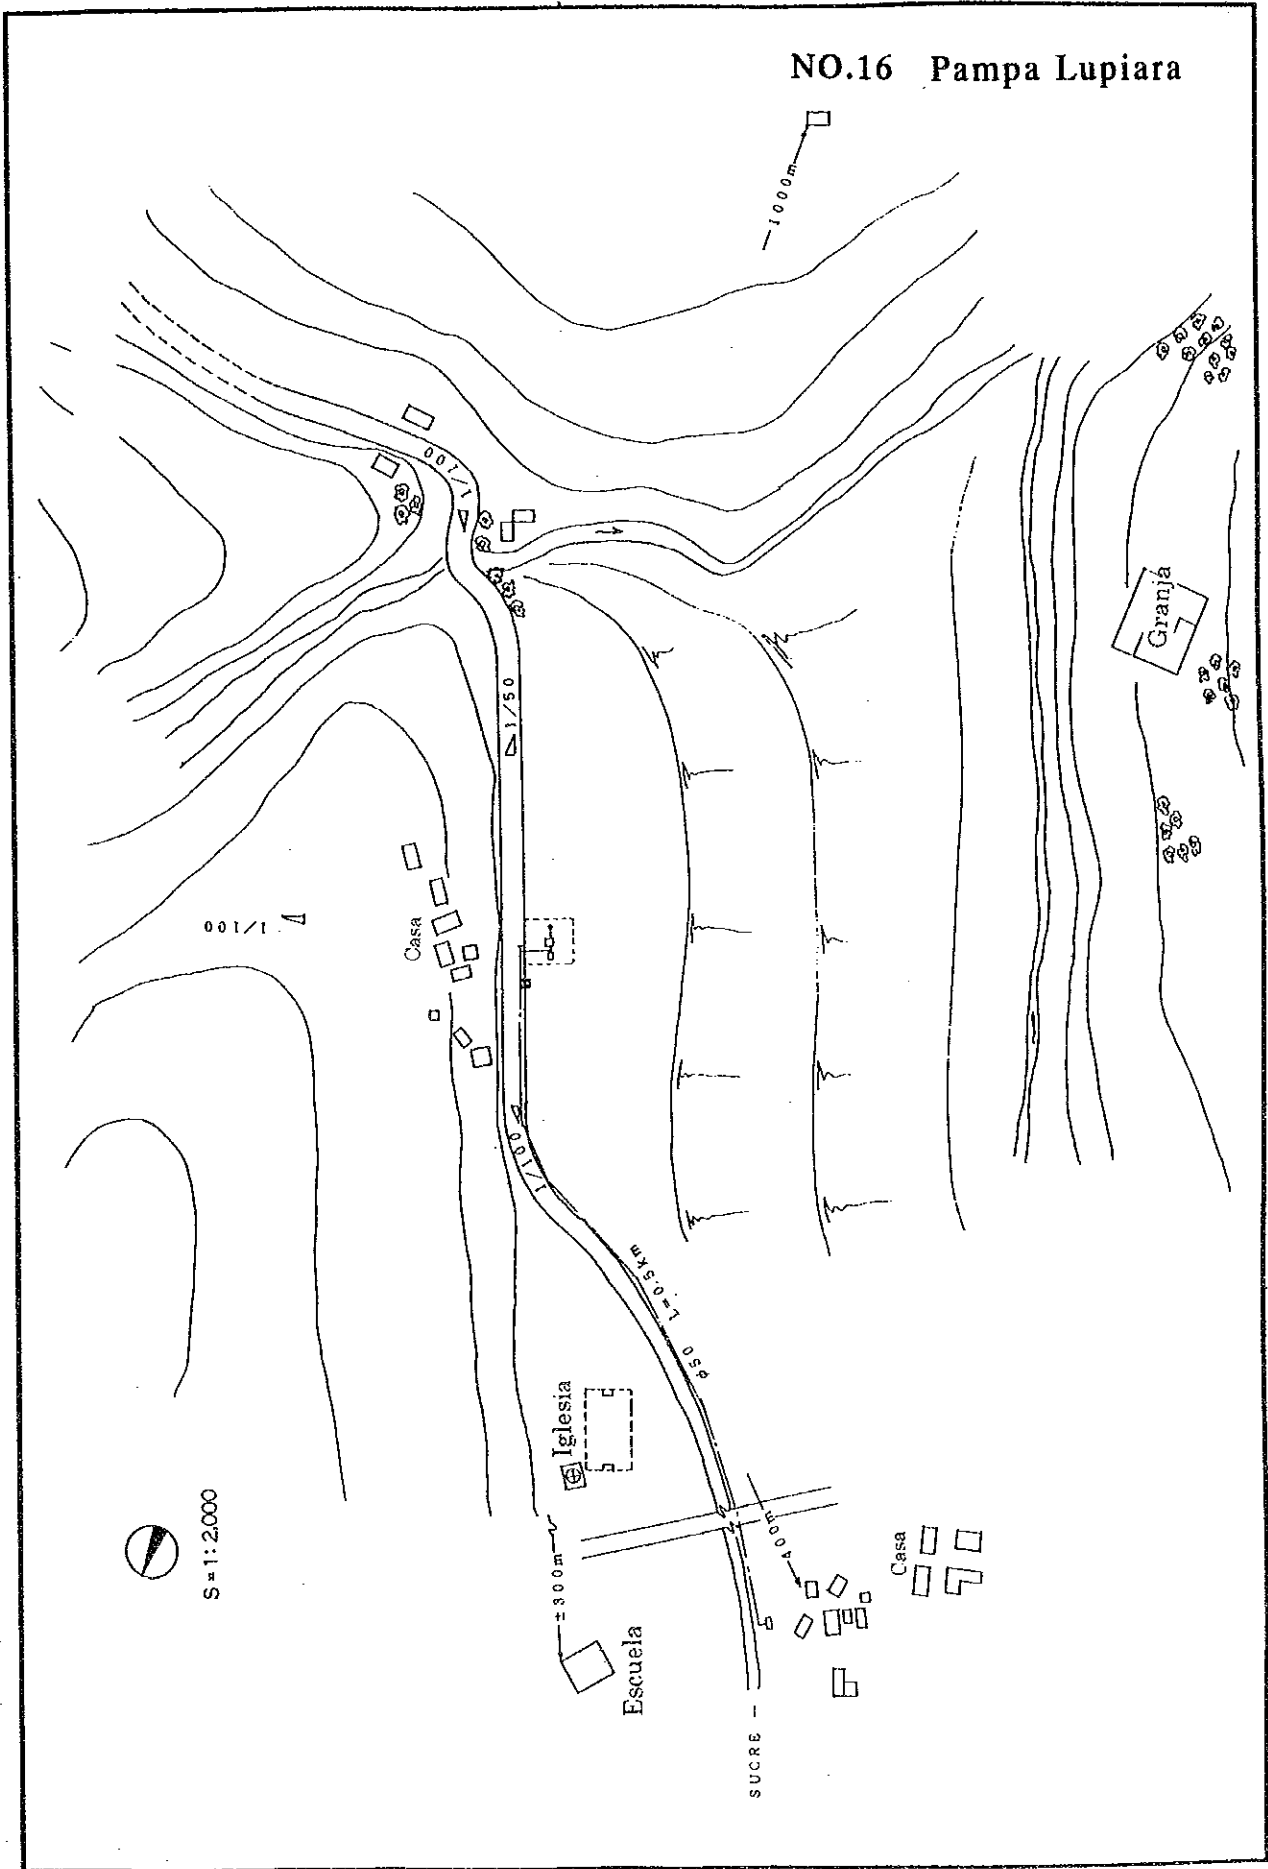 NO.16 Pampa Lupiara
1000m
1/200
1/50
Granja
1/100
Casa
1/100
φ50 L=0.5km
Iglesia
S=1:2,000
±300m
400m
Casa
Escuela
SUCRE